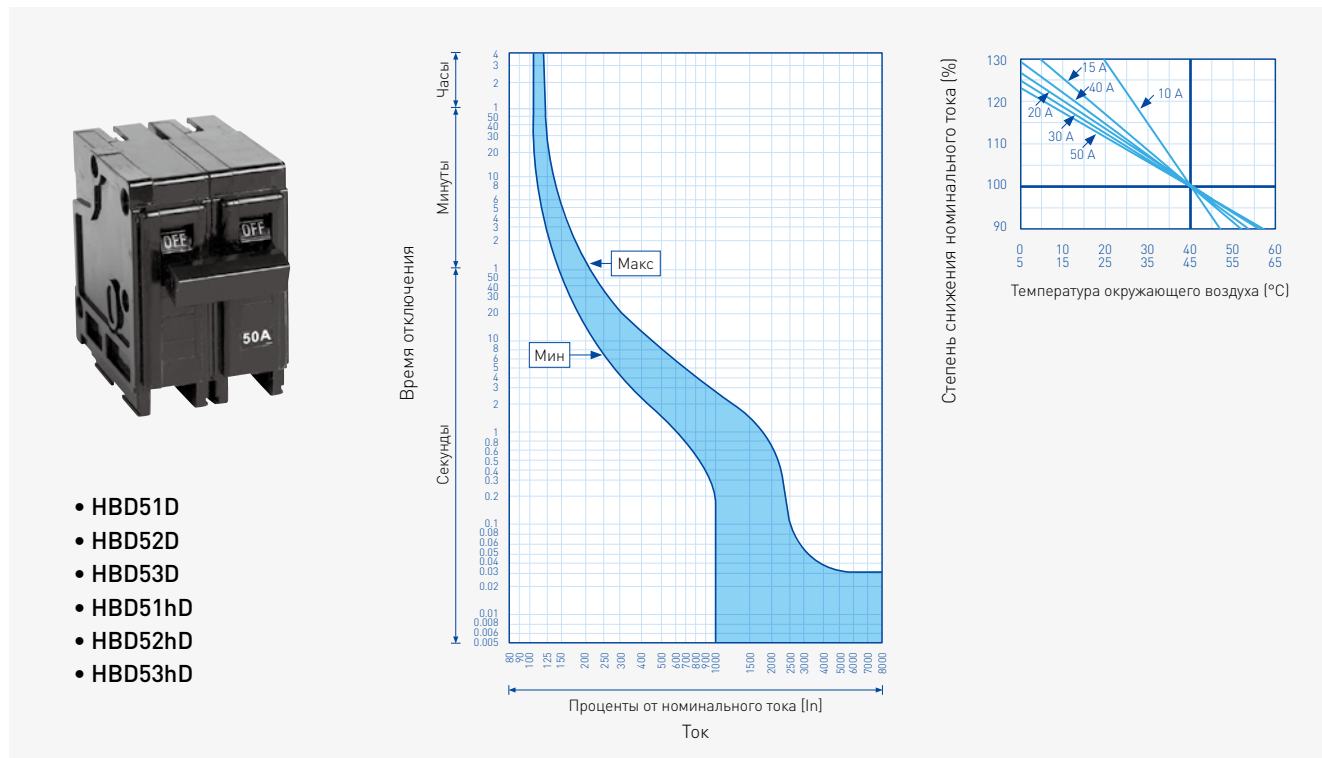 OFF
OFF
50A
• HBD51D
• HBD52D
• HBD53D
• HBD51hD
• HBD52hD
• HBD53hD
Время отключения
Часы
Минуты
Секунды
4
3
2
1
50
40
30
20
10
8
6
5
4
3
2
1
50
40
30
20
10
8
6
5
4
3
2
1
0.8
0.6
0.5
0.4
0.3
0.2
0.1
0.08
0.06
0.05
0.04
0.03
0.02
0.01
0.008
0.006
0.005
Макс
Мин
80 90 100 125 150 200 250 300 400 500 600 700 800 900 1000 1500 2000 2500 3000 4000 5000 6000 7000 8000
Проценты от номинального тока [In]
Ток
Степень снижения номинального тока (%)
130
120
110
100
90
15 A
40 A
10 A
20 A
30 A
50 A
0 10 20 30 40 50 60
5 15 25 35 45 55 65
Температура окружающего воздуха (°C)